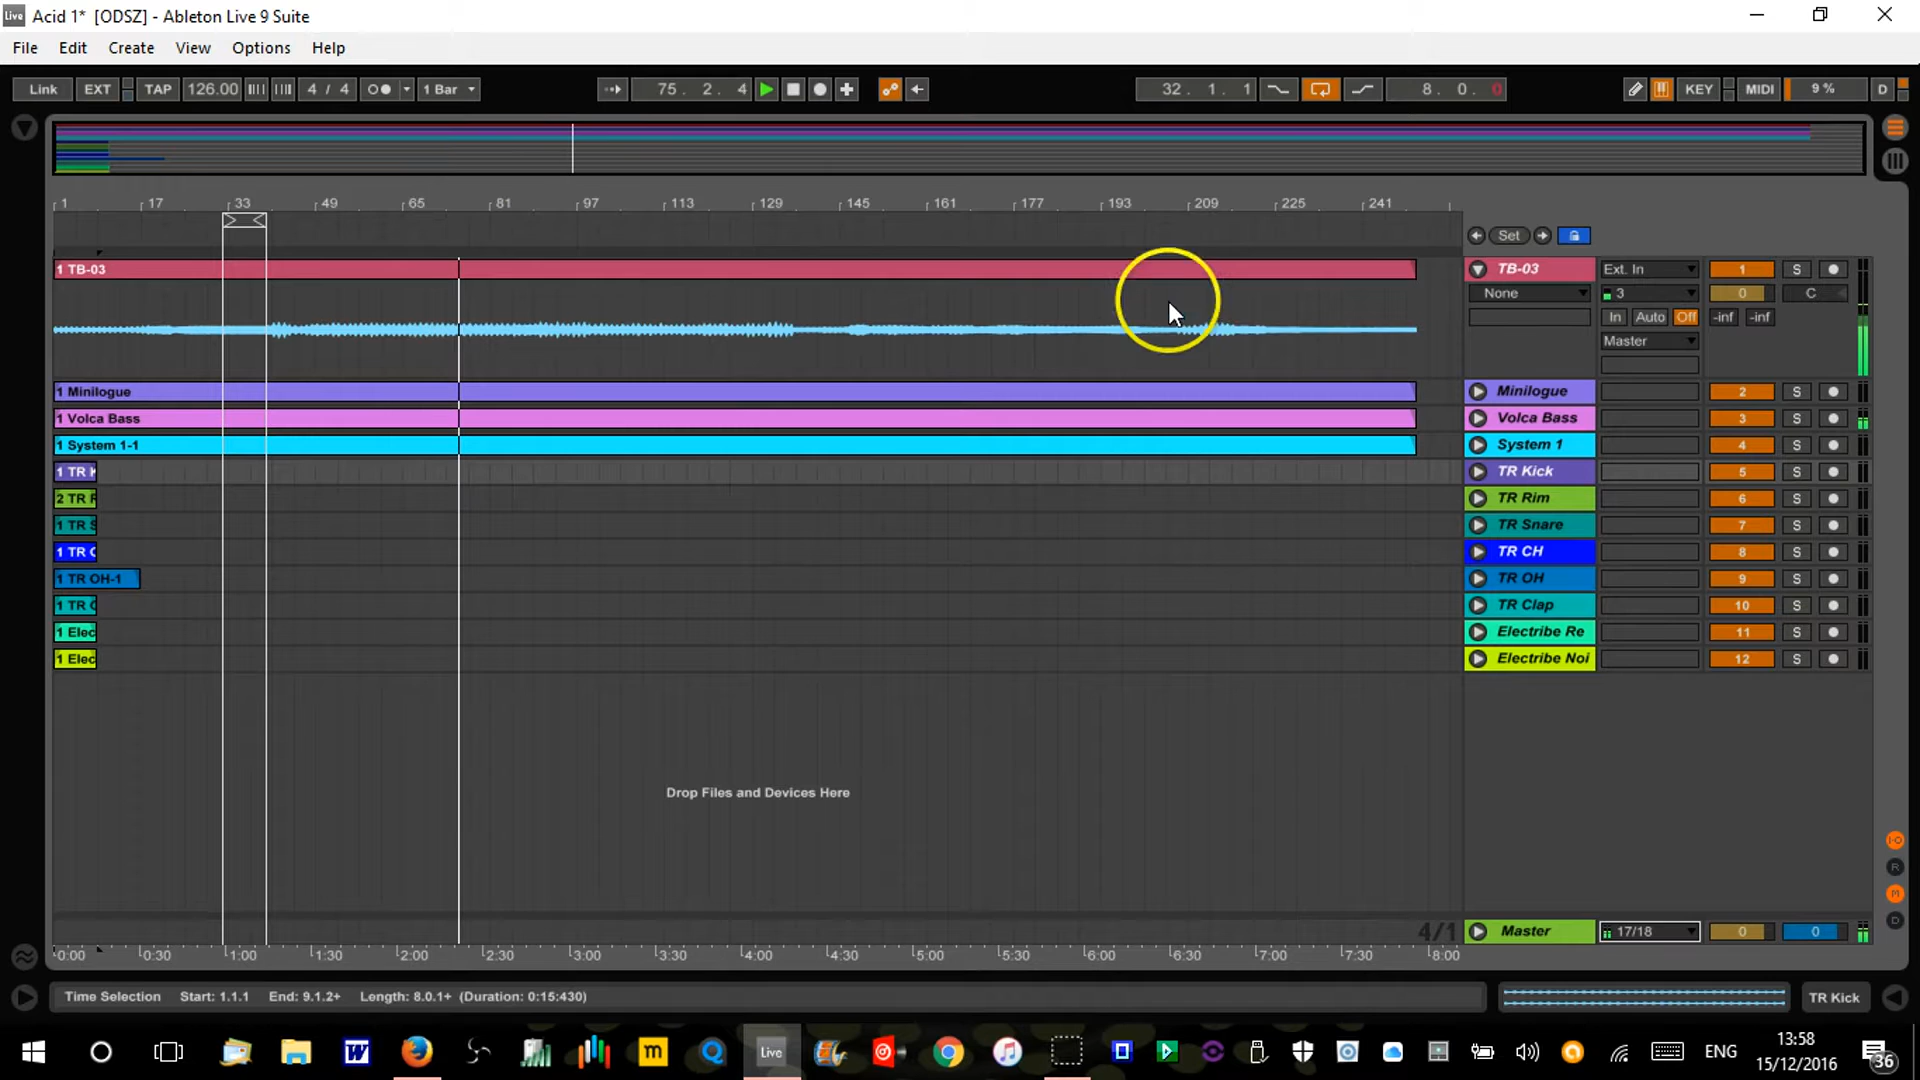 Live Acid 1* [ODSZ] - Ableton Live 9 Suite
File Edit Create View Options Help
Link EXT TAP 126.00 4 / 4 1 Bar 75. 2. 4 32. 1. 1 8. 0. 0 KEY MIDI 9 % D
1 17 33 49 65 81 97 113 129 145 161 177 193 209 225 241
Set
1 TB-03 TB-03 Ext. In 1 S
None 3 0 C
In Auto Off -inf -inf
Master
1 Minilogue Minilogue 2 S
1 Volca Bass Volca Bass 3 S
1 System 1-1 System 1 4 S
1 TR K TR Kick 5 S
2 TR R TR Rim 6 S
1 TR S TR Snare 7 S
1 TR C TR CH 8 S
1 TR OH-1 TR OH 9 S
1 TR C TR Clap 10 S
1 Elec Electribe Re 11 S
1 Elec Electribe Noi 12 S
Drop Files and Devices Here
I·O
R
M
D
4/1 Master 17/18 0 0
0:00 0:30 1:00 1:30 2:00 2:30 3:00 3:30 4:00 4:30 5:00 5:30 6:00 6:30 7:00 7:30 8:00
Time Selection Start: 1.1.1 End: 9.1.2+ Length: 8.0.1+ (Duration: 0:15:430) TR Kick
W m Live ENG 13:58
15/12/2016 36